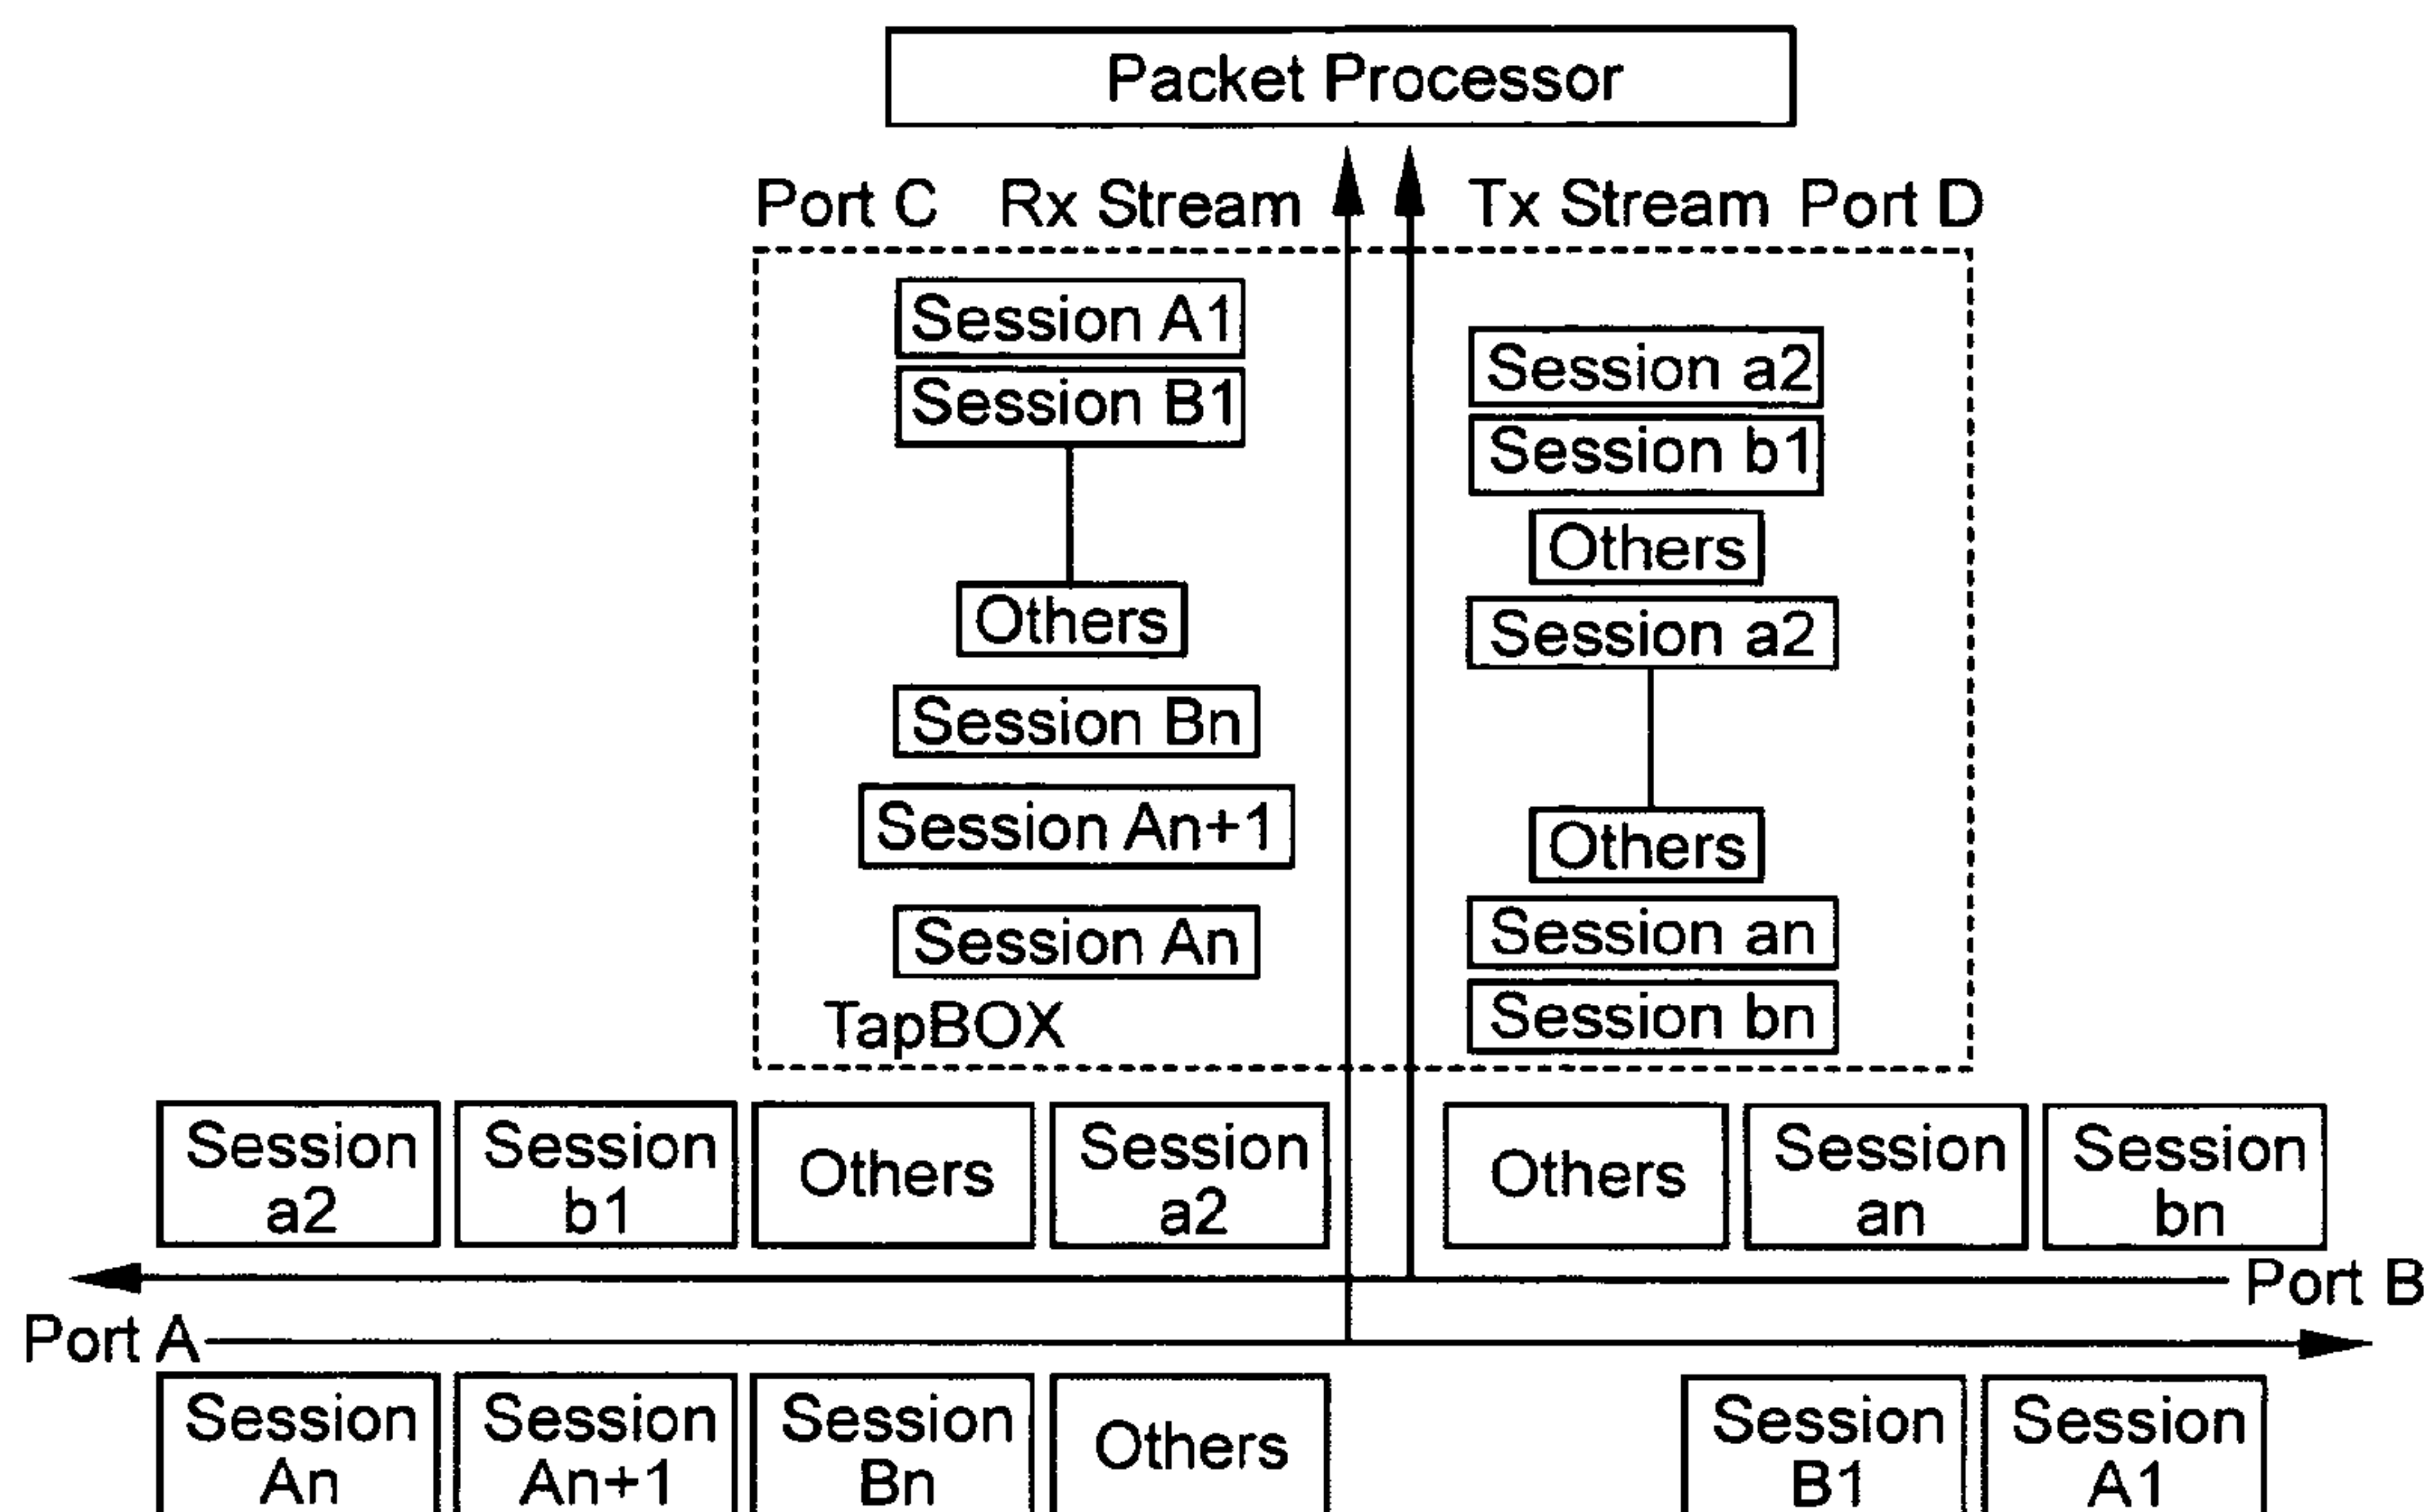 Packet Processor
Port C Rx Stream Tx Stream Port D
Session A1
Session B1
Others
Session Bn
Session An+1
Session An
TapBOX
Session a2
Session b1
Others
Session a2
Others
Session an
Session bn
Session
a2
Session
b1
Others
Session
a2
Others
Session
an
Session
bn
Port B
Port A
Session
An
Session
An+1
Session
Bn
Others
Session
B1
Session
A1